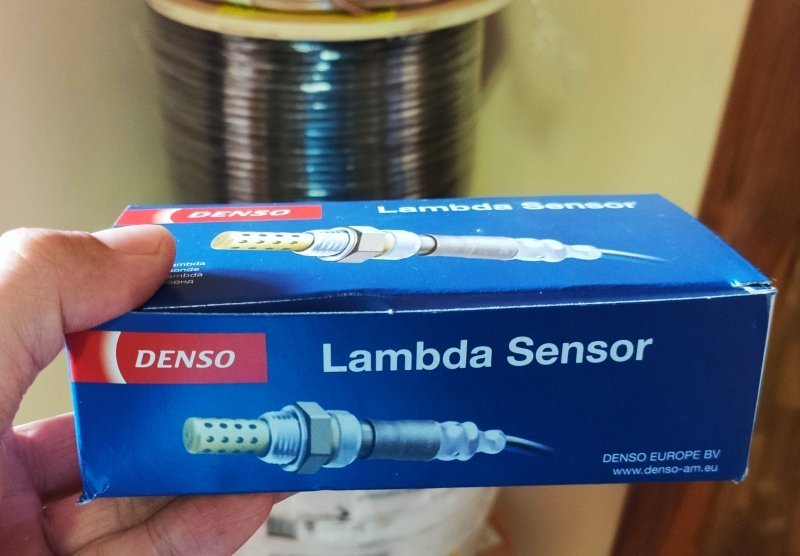 DENSO
Lambda Sensor
DENSO
Lambda Sensor
DENSO EUROPE BV
www.denso-am.eu